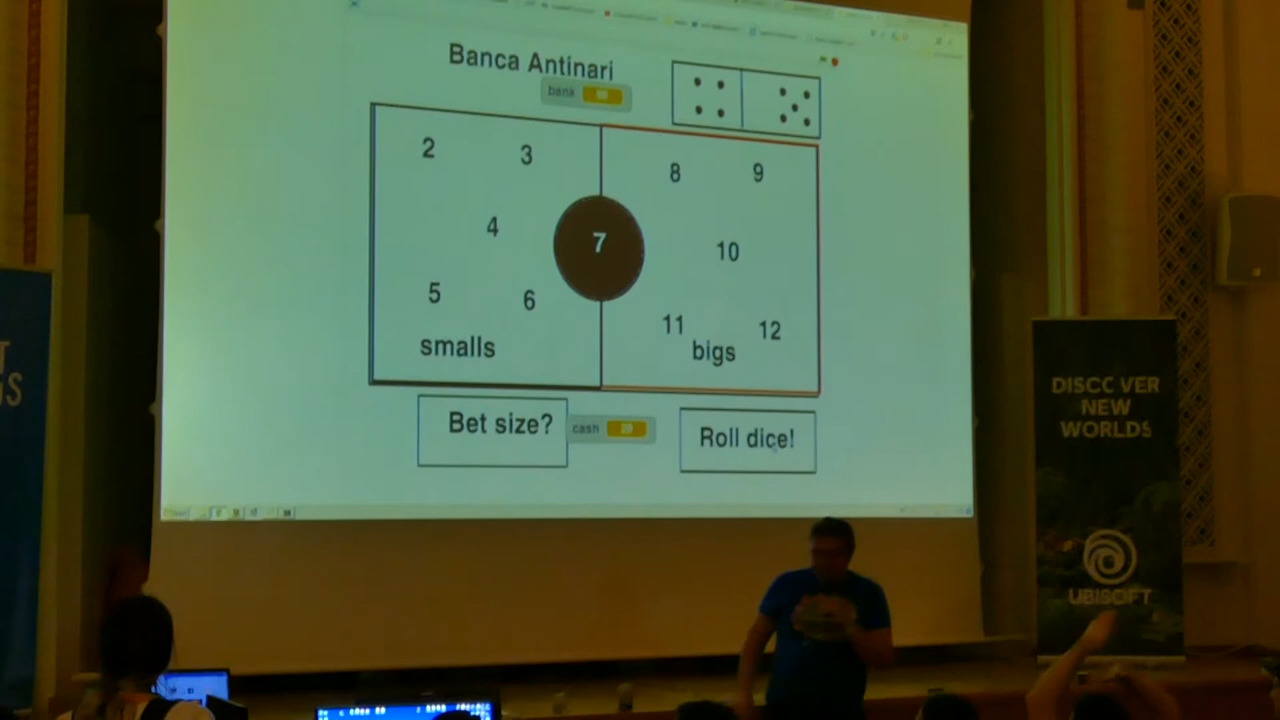 Banca Antinari
bank
2 3
8 9
4
7
10
5 6
11 12
smalls
bigs
Bet size?
cash
Roll dice!
DISCOVER
NEW
WORLDS
UBISOFT